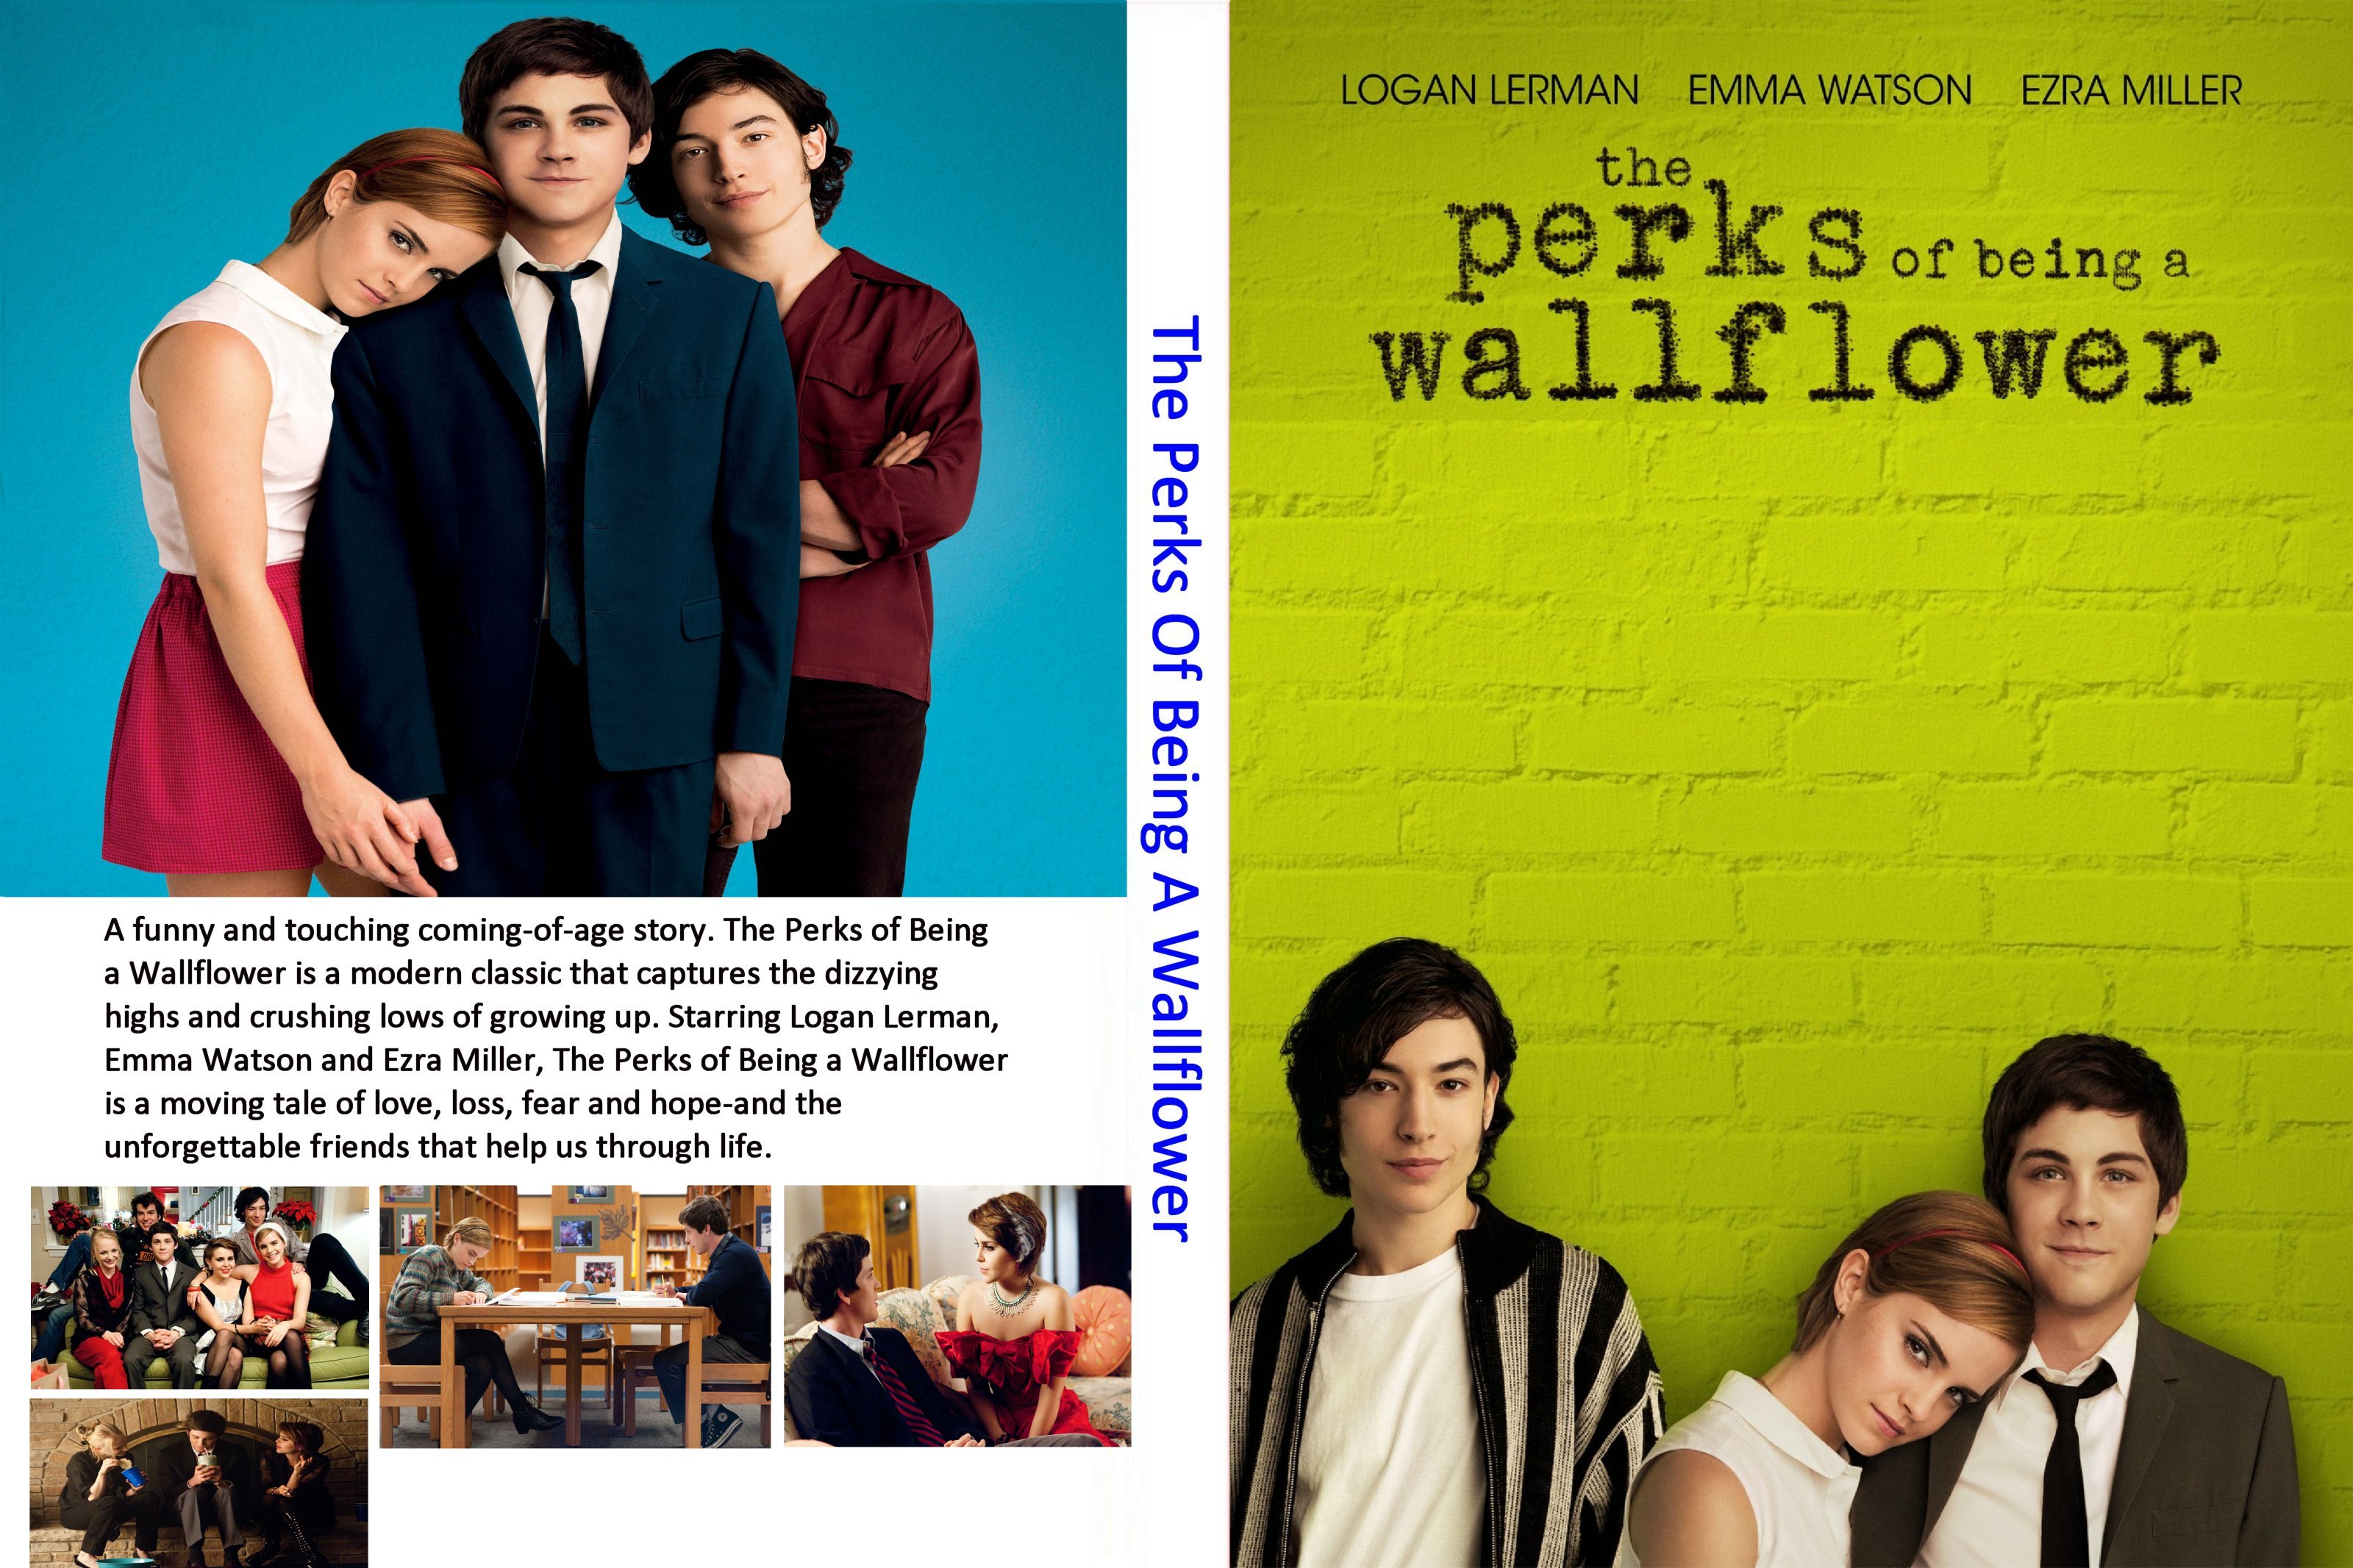 A funny and touching coming-of-age story. The Perks of Being
a Wallflower is a modern classic that captures the dizzying
highs and crushing lows of growing up. Starring Logan Lerman,
Emma Watson and Ezra Miller, The Perks of Being a Wallflower
is a moving tale of love, loss, fear and hope-and the
unforgettable friends that help us through life.
The Perks Of Being A Wallflower
LOGAN LERMAN EMMA WATSON EZRA MILLER
the
perks of being a
wallflower